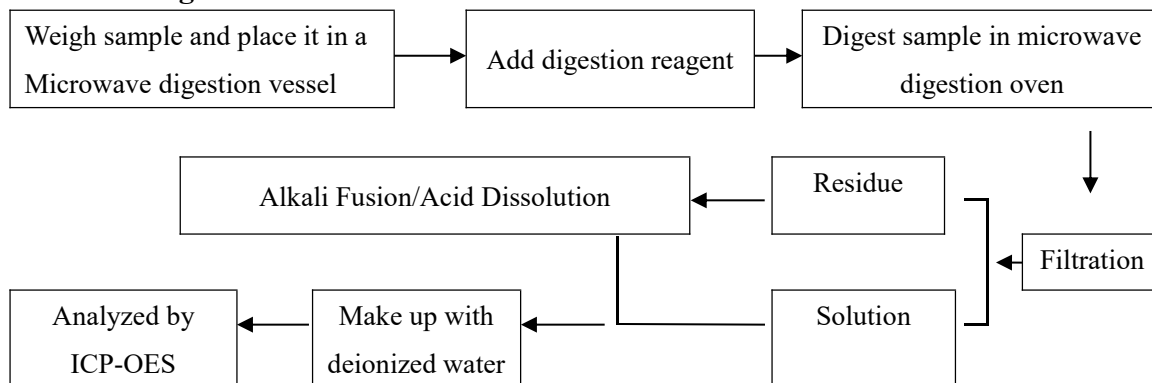 Weigh sample and place it in a
Microwave digestion vessel
Add digestion reagent
Digest sample in microwave
digestion oven
Filtration
Residue
Alkali Fusion/Acid Dissolution
Solution
Make up with
deionized water
Analyzed by
ICP-OES